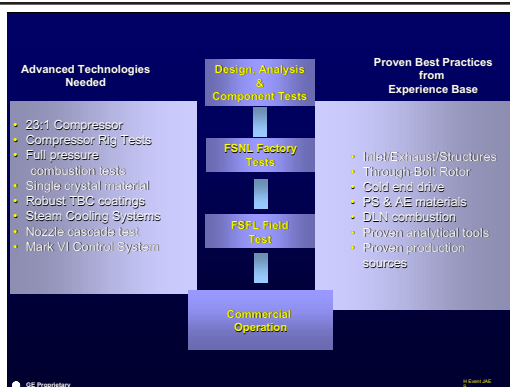 Advanced Technologies
Needed
• 23:1 Compressor
• Compressor Rig Tests
• Full pressure
combustion tests
• Single crystal material
• Robust TBC coatings
• Steam Cooling Systems
• Nozzle cascade test
• Mark VI Control System
Design, Analysis
&
Component Tests
FSNL Factory
Tests
FSFL Field
Test
Commercial
Operation
Proven Best Practices
from
Experience Base
• Inlet/Exhaust/Structures
• Through-Bolt Rotor
• Cold end drive
• PS & AE materials
• DLN combustion
• Proven analytical tools
• Proven production
sources
GE Proprietary
H Event JAE